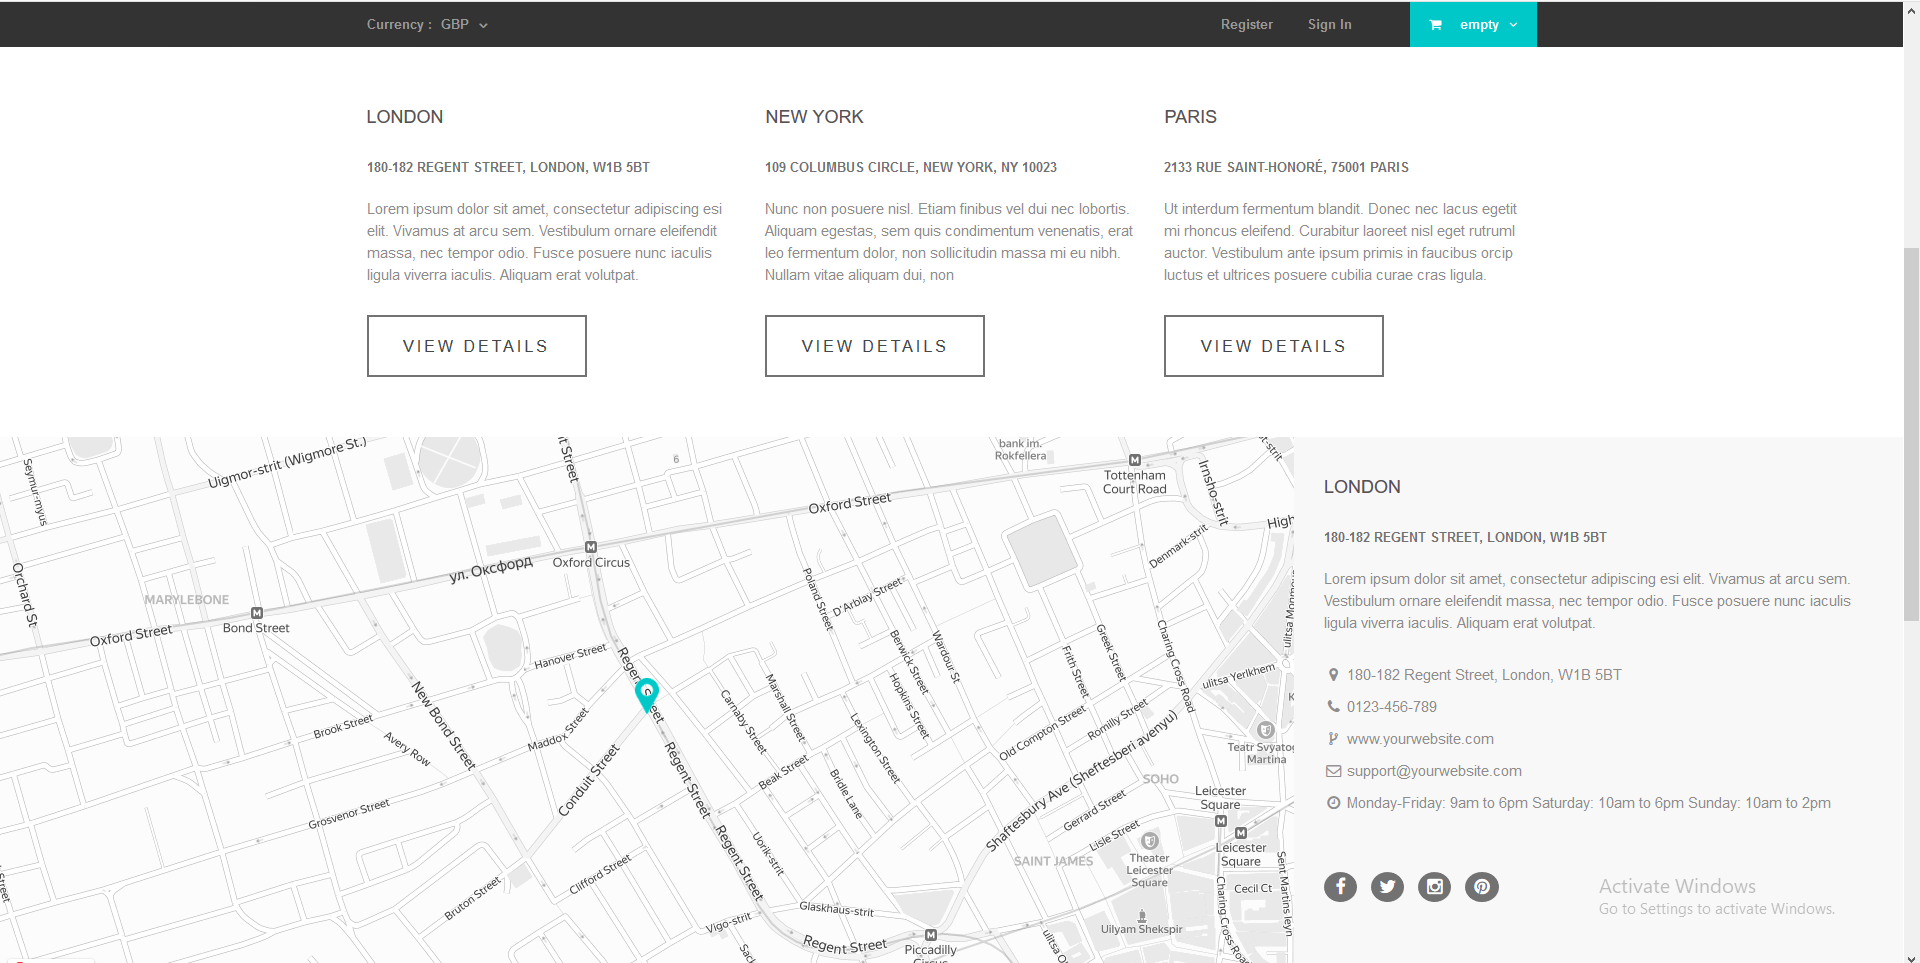 Currency : GBP
Register
Sign In
empty
LONDON
180-182 REGENT STREET, LONDON, W1B 5BT
Lorem ipsum dolor sit amet, consectetur adipiscing esi
elit. Vivamus at arcu sem. Vestibulum ornare eleifendit
massa, nec tempor odio. Fusce posuere nunc iaculis
ligula viverra iaculis. Aliquam erat volutpat.
VIEW DETAILS
NEW YORK
109 COLUMBUS CIRCLE, NEW YORK, NY 10023
Nunc non posuere nisl. Etiam finibus vel dui nec lobortis.
Aliquam egestas, sem quis condimentum venenatis, erat
leo fermentum dolor, non sollicitudin massa mi eu nibh.
Nullam vitae aliquam dui, non
VIEW DETAILS
PARIS
2133 RUE SAINT-HONORÉ, 75001 PARIS
Ut interdum fermentum blandit. Donec nec lacus egetit
mi rhoncus eleifend. Curabitur laoreet nisl eget rutruml
auctor. Vestibulum ante ipsum primis in faucibus orcip
luctus et ultrices posuere cubilia curae cras ligula.
VIEW DETAILS
Uigmor-strit (Wigmore St.)
Seymur-myus
t Street
6
bank im.
Rokfellera
Tottenham
Court Road
Irnsho-strit
t-strit
High
Oxford Street
Denmark-strit
Oxford Circus
ул. Оксфорд
Orchard St
MARYLEBONE
Bond Street
Oxford Street
Poland Street
D'Arblay Street
Berwick Street
Wardour St
Hanover Street
Regent Street
Hopkins Street
Frith Street
Greek Street
Charing Cross Road
ulitsa Yerlkhem
New Bond Street
Brook Street
Avery Row
Maddox Street
Carnaby Street
Marshall Street
Lexington Street
Old Compton Street
Romilly Street
Teatr Svyatog
Martina
Conduit Street
Regent Street
Beak Street
Bridle Lane
Shaftesbury Ave (Sheftesberi avenyu)
SOHO
Leicester
Square
Grosvenor Street
Gerrard Street
Lisle Street
Leicester
Square
Regent Street
Uorik-strit
SAINT JAMES
Theater
Leicester
Square
Clifford Street
Bruton Street
Cecil Ct
Charing Cross Roa
Sent Martins leyn
Vigo-strit
Glaskhaus-strit
Uilyam Shekspir
Regent Street
Piccadilly
LONDON
180-182 REGENT STREET, LONDON, W1B 5BT
Lorem ipsum dolor sit amet, consectetur adipiscing esi elit. Vivamus at arcu sem.
Vestibulum ornare eleifendit massa, nec tempor odio. Fusce posuere nunc iaculis
ligula viverra iaculis. Aliquam erat volutpat.
180-182 Regent Street, London, W1B 5BT
0123-456-789
www.yourwebsite.com
support@yourwebsite.com
Monday-Friday: 9am to 6pm Saturday: 10am to 6pm Sunday: 10am to 2pm
Activate Windows
Go to Settings to activate Windows.